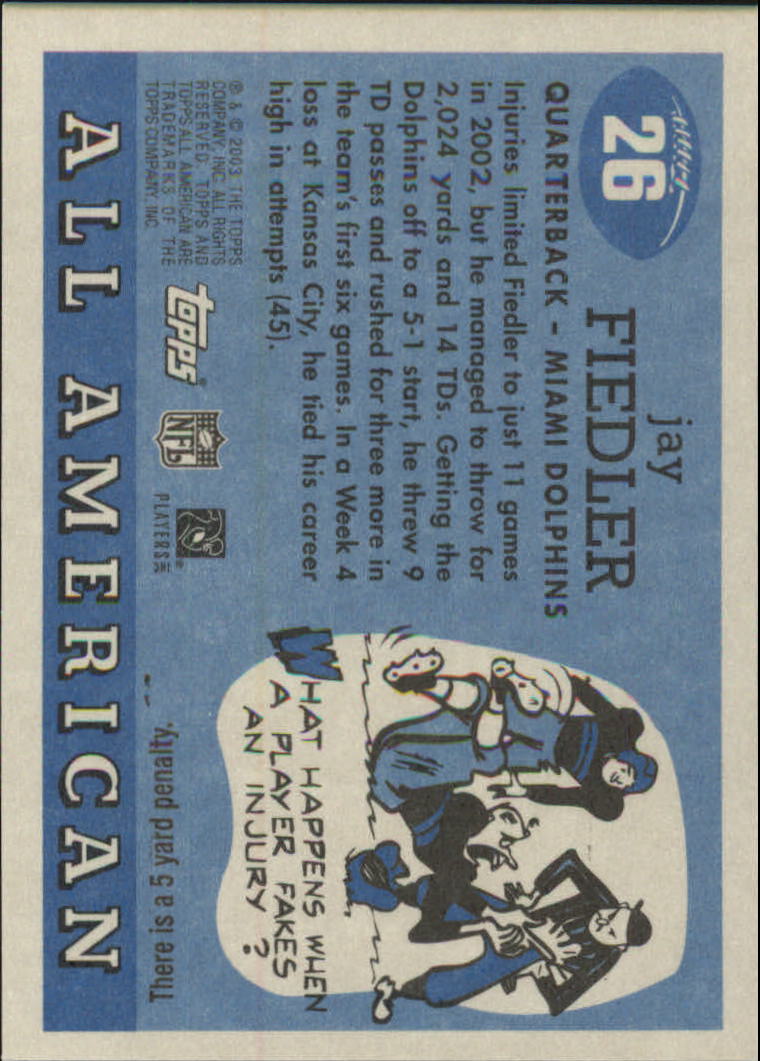 26
jay
FIEDLER
QUARTERBACK - MIAMI DOLPHINS
Injuries limited Fiedler to just 11 games
in 2002, but he managed to throw for
2,024 yards and 14 TDs. Getting the
Dolphins off to a 5-1 start, he threw 9
TD passes and rushed for three more in
the team's first six games. In a Week 4
loss at Kansas City, he tied his career
high in attempts (45).
® & © 2003 THE TOPPS
COMPANY, INC. ALL RIGHTS
RESERVED. TOPPS AND
TOPPS ALL AMERICAN ARE
TRADEMARKS OF THE
TOPPS COMPANY, INC.
Topps®
NFL
PLAYERS INC
WHAT HAPPENS WHEN
A PLAYER FAKES
AN INJURY?
There is a 5 yard penalty.
ALL AMERICAN